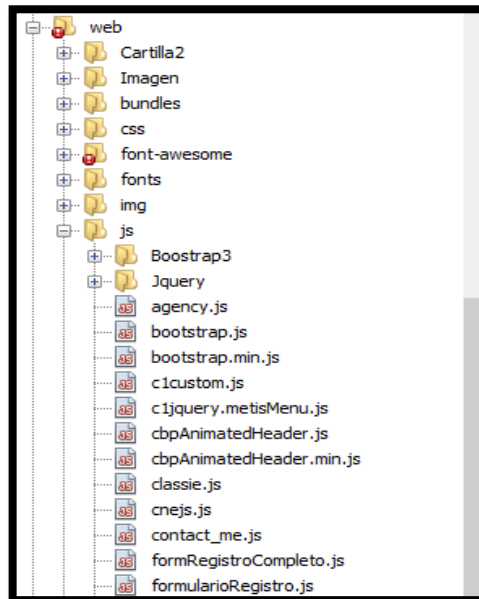 web
Cartilla2
Imagen
bundles
css
font-awesome
fonts
img
js
Boostrap3
Jquery
agency.js
bootstrap.js
bootstrap.min.js
c1custom.js
c1jquery.metisMenu.js
cbpAnimatedHeader.js
cbpAnimatedHeader.min.js
classie.js
cnejs.js
contact_me.js
formRegistroCompleto.js
formularioRegistro.js